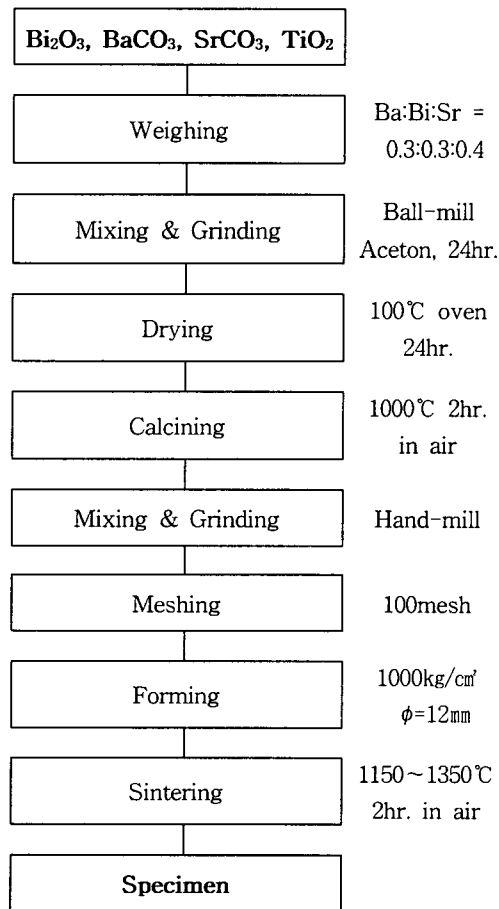 Bi₂O₃, BaCO₃, SrCO₃, TiO₂
Weighing
Ba:Bi:Sr =
0.3:0.3:0.4
Mixing & Grinding
Ball-mill
Aceton, 24hr.
Drying
100℃ oven
24hr.
Calcining
1000℃ 2hr.
in air
Mixing & Grinding
Hand-mill
Meshing
100mesh
Forming
1000kg/㎠
ϕ=12㎜
Sintering
1150~1350℃
2hr. in air
Specimen